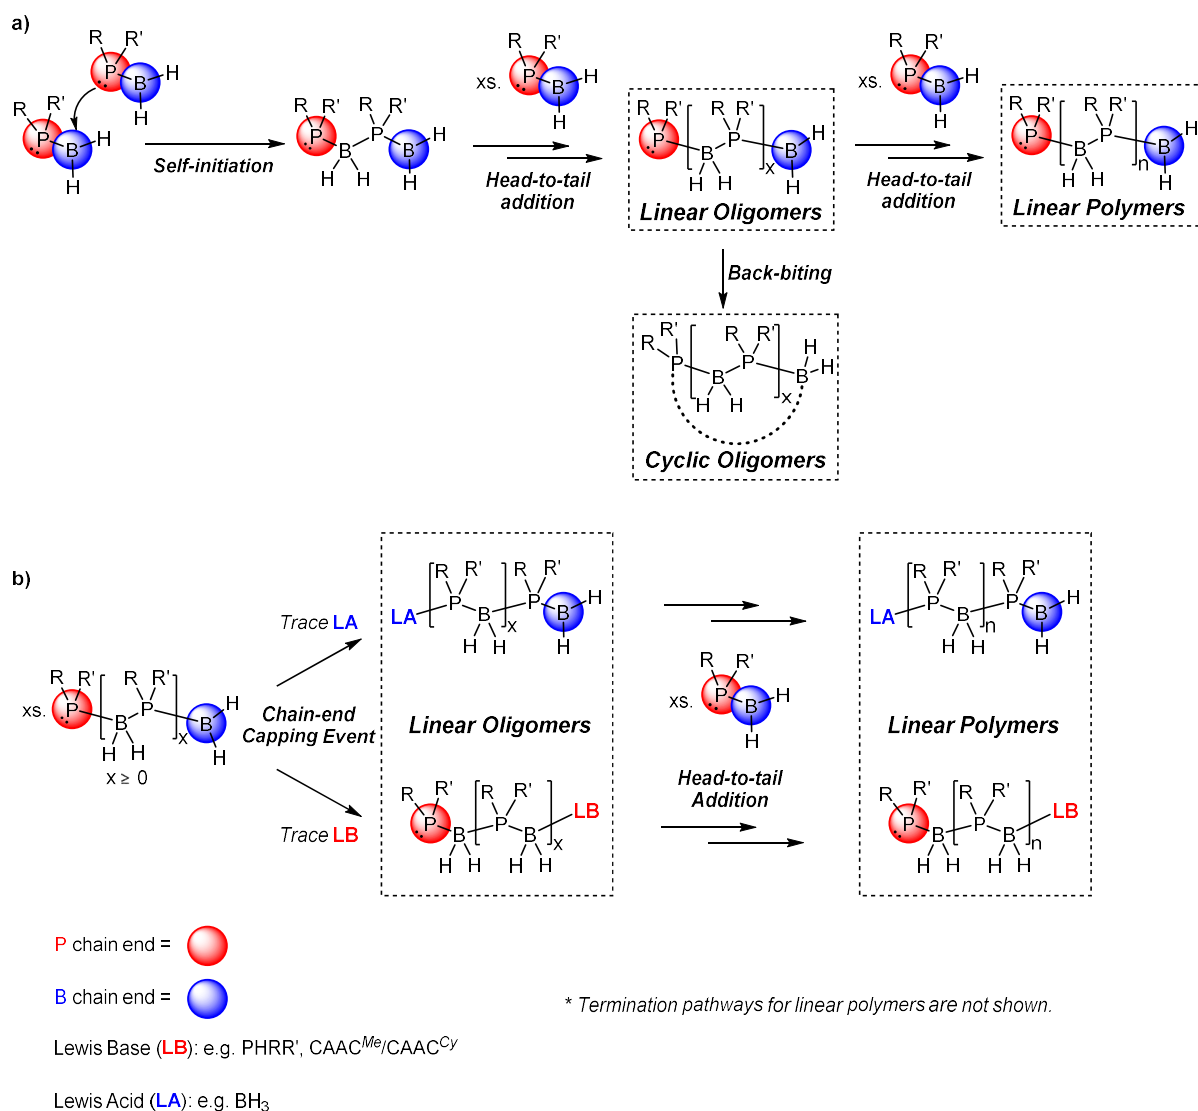 a)
R R' P B H H
R R' P B H H
Self-initiation
R R' P B H H R R' P B H H
xs. R R' P B H H
Head-to-tail
addition
R R' P B H H R R' P x B H H
Linear Oligomers
xs. R R' P B H H
Head-to-tail
addition
R R' P B H H R R' P n B H H
Linear Polymers
Back-biting
R R' P B H H R R' P x B H H
Cyclic Oligomers
b)
xs. R R' P B H H R R' P x B H H
x ≥ 0
Trace LA
Chain-end
Capping Event
Trace LB
LA R R' P B H H x R R' P B H H
Linear Oligomers
R R' P B H H R R' P B H H x LB
xs. R R' P B H H
Head-to-tail
Addition
LA R R' P B H H n R R' P B H H
Linear Polymers
R R' P B H H R R' P B H H n LB
P chain end =
B chain end =
* Termination pathways for linear polymers are not shown.
Lewis Base (LB): e.g. PHRR', CAAC^Me/CAAC^Cy
Lewis Acid (LA): e.g. BH₃